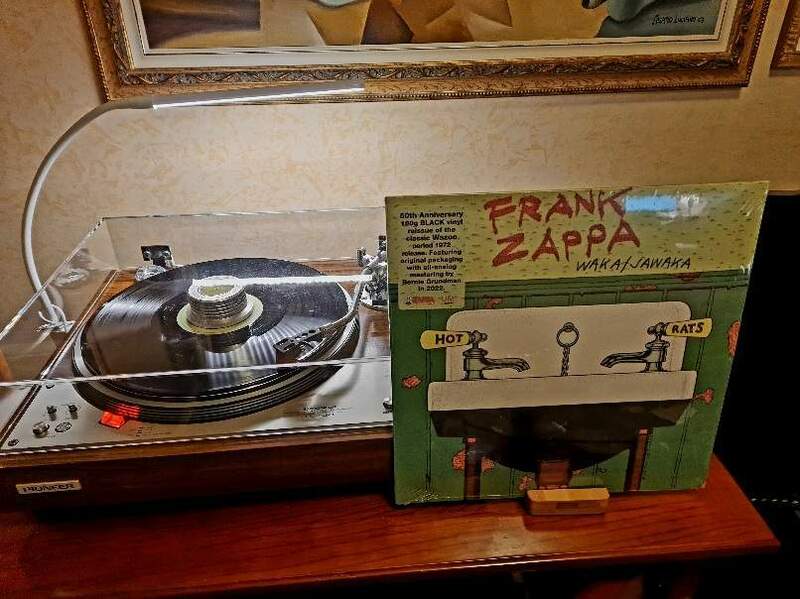 50th Anniversary
180g BLACK vinyl
reissue of the
classic Wazoo
period 1972
release. Featuring
original packaging
with all-analog
mastering by
Bernie Grundman
in 2022.
FRANK
ZAPPA
WAKA/JAWAKA
HOT
RATS
PIONEER